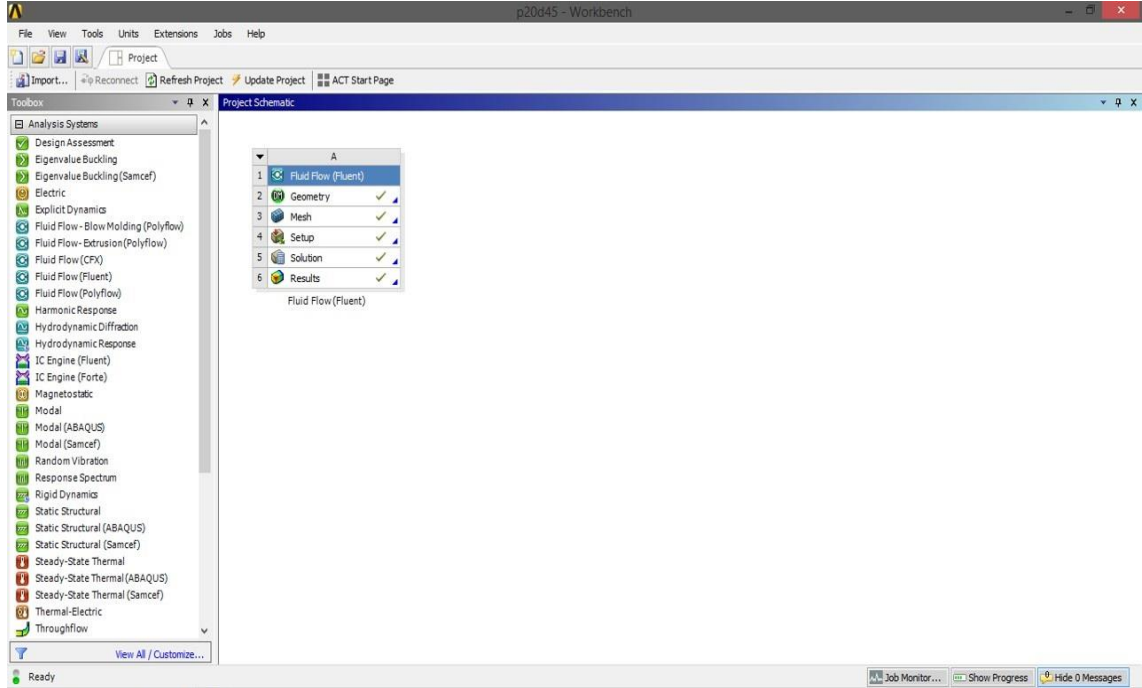 p20d45 - Workbench
File View Tools Units Extensions Jobs Help
Project
Import... Reconnect Refresh Project Update Project ACT Start Page
Toolbox
Project Schematic
Analysis Systems
Design Assessment
Eigenvalue Buckling
Eigenvalue Buckling (Samcef)
Electric
Explicit Dynamics
Fluid Flow - Blow Molding (Polyflow)
Fluid Flow - Extrusion (Polyflow)
Fluid Flow (CFX)
Fluid Flow (Fluent)
Fluid Flow (Polyflow)
Harmonic Response
Hydrodynamic Diffraction
Hydrodynamic Response
IC Engine (Fluent)
IC Engine (Forte)
Magnetostatic
Modal
Modal (ABAQUS)
Modal (Samcef)
Random Vibration
Response Spectrum
Rigid Dynamics
Static Structural
Static Structural (ABAQUS)
Static Structural (Samcef)
Steady-State Thermal
Steady-State Thermal (ABAQUS)
Steady-State Thermal (Samcef)
Thermal-Electric
Throughflow
View All / Customize...
A
1 Fluid Flow (Fluent)
2 Geometry
3 Mesh
4 Setup
5 Solution
6 Results
Fluid Flow (Fluent)
Ready
Job Monitor... Show Progress Hide 0 Messages